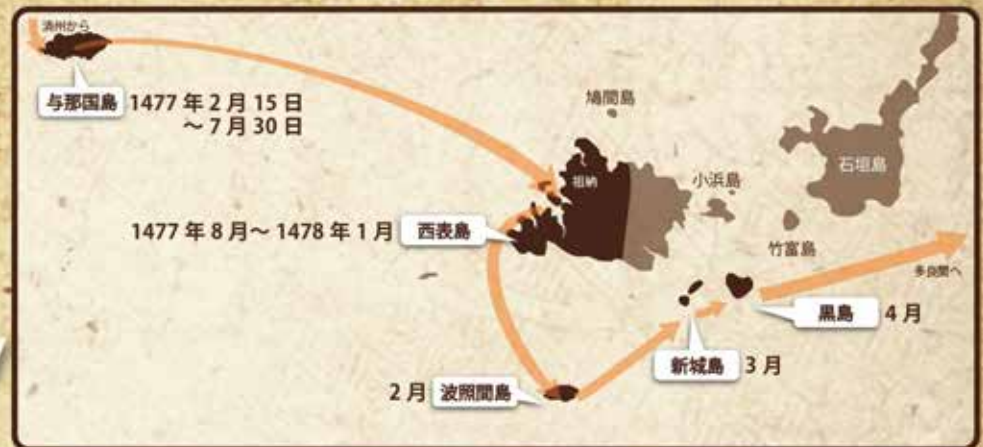 済州から
与那国島
1477 年 2 月 15 日
～ 7 月 30 日
鳩間島
祖納
小浜島
石垣島
1477 年 8 月～ 1478 年 1 月
西表島
竹富島
多良間へ
黒島
4 月
新城島
3 月
2 月
波照間島